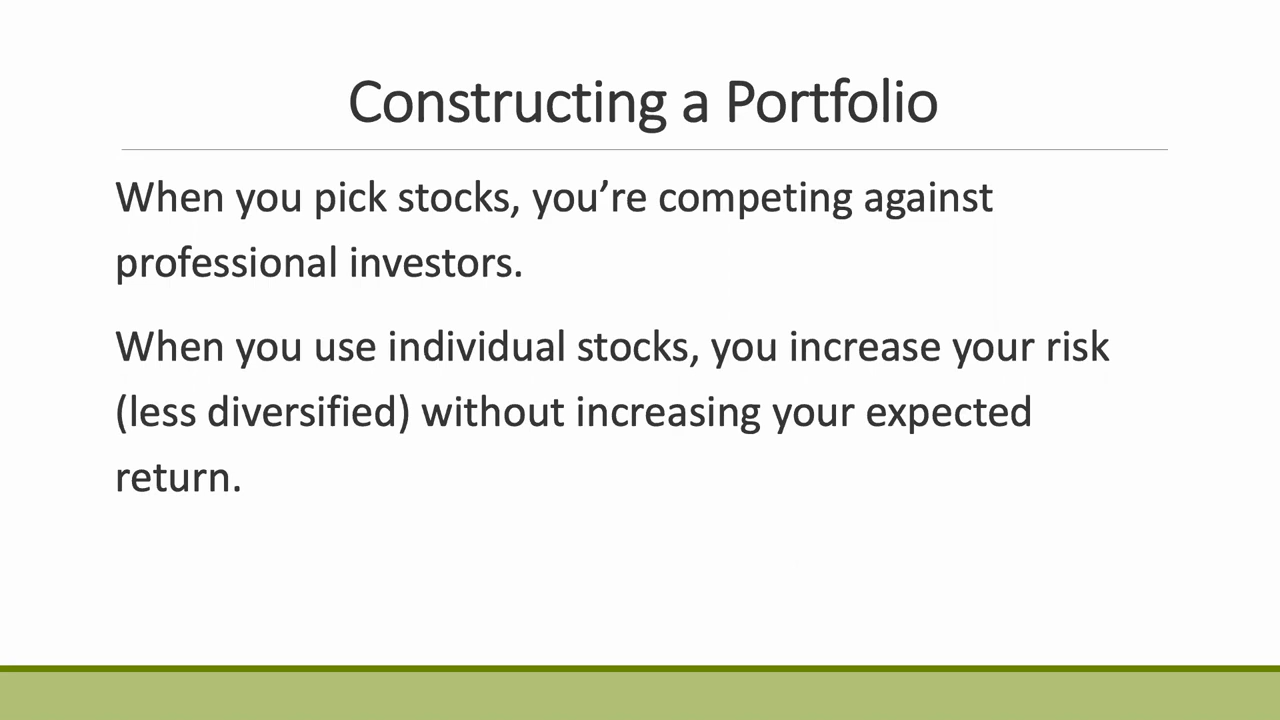 Constructing a Portfolio
When you pick stocks, you’re competing against
professional investors.
When you use individual stocks, you increase your risk
(less diversified) without increasing your expected
return.